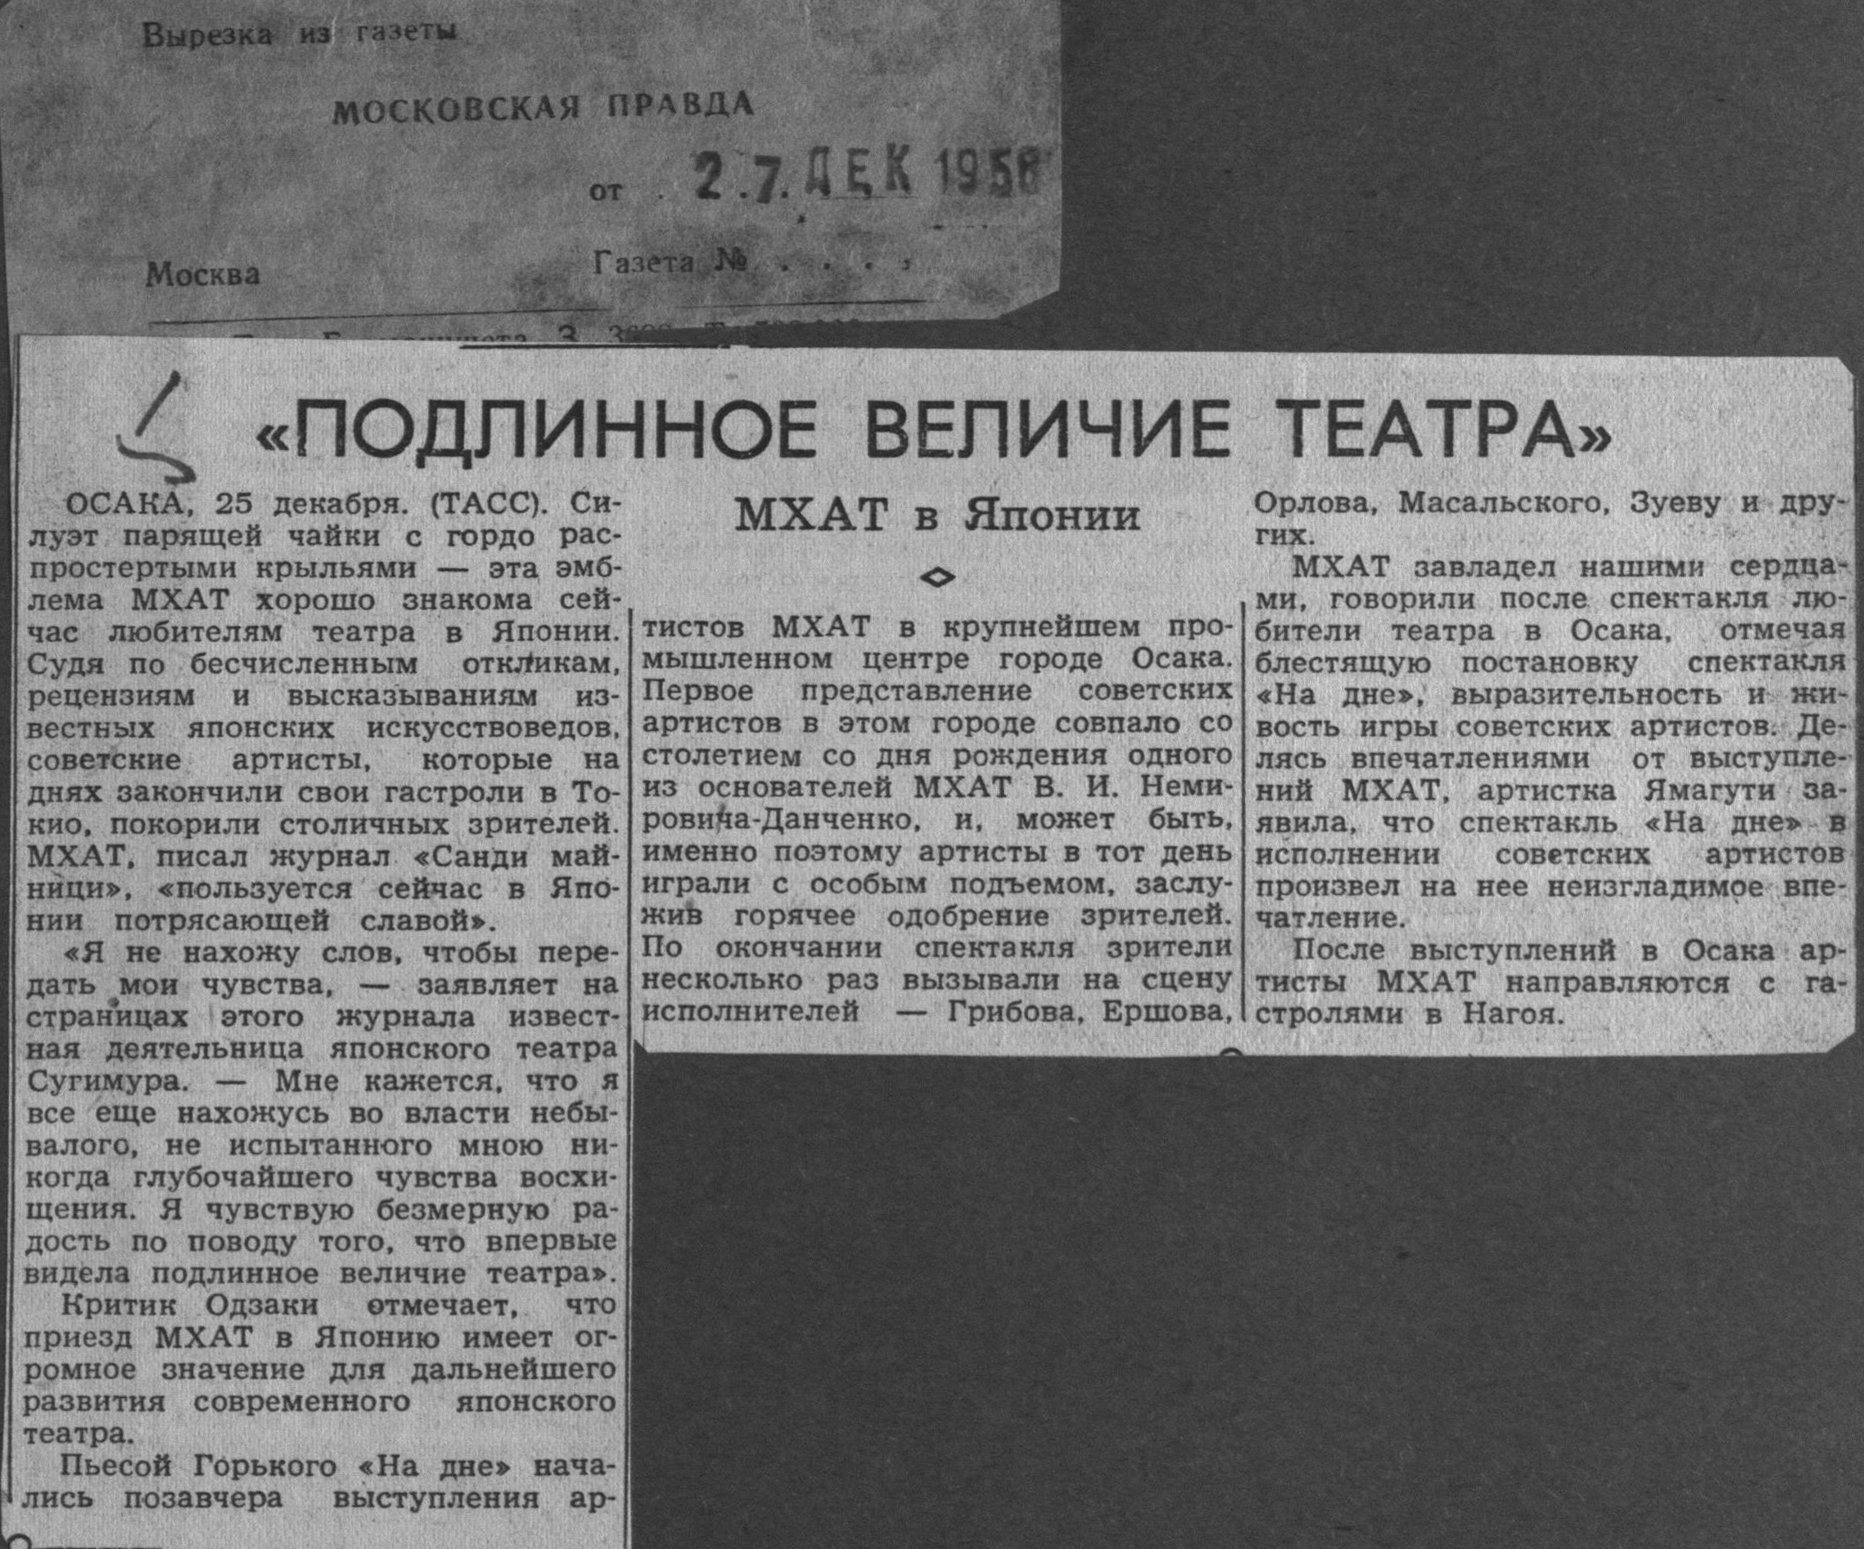 Вырезка из газеты
МОСКОВСКАЯ ПРАВДА
от . 2.7. ДЕК 1958
Москва Газета № . . . ,
«ПОДЛИННОЕ ВЕЛИЧИЕ ТЕАТРА»
МХАТ в Японии
ОСАКА, 25 декабря. (ТАСС). Си-
луэт парящей чайки с гордо рас-
простертыми крыльями — эта эмб-
лема МХАТ хорошо знакома сей-
час любителям театра в Японии.
Судя по бесчисленным откликам,
рецензиям и высказываниям из-
вестных японских искусствоведов,
советские артисты, которые на
днях закончили свои гастроли в То-
кио, покорили столичных зрителей.
МХАТ, писал журнал «Санди май-
ници», «пользуется сейчас в Япо-
нии потрясающей славой».
«Я не нахожу слов, чтобы пере-
дать мои чувства, — заявляет на
страницах этого журнала извест-
ная деятельница японского театра
Сугимура. — Мне кажется, что я
все еще нахожусь во власти небы-
валого, не испытанного мною ни-
когда глубочайшего чувства восхи-
щения. Я чувствую безмерную ра-
дость по поводу того, что впервые
видела подлинное величие театра».
Критик Одзаки отмечает, что
приезд МХАТ в Японию имеет ог-
ромное значение для дальнейшего
развития современного японского
театра.
Пьесой Горького «На дне» нача-
лись позавчера выступления ар-
тистов МХАТ в крупнейшем про-
мышленном центре городе Осака.
Первое представление советских
артистов в этом городе совпало со
столетием со дня рождения одного
из основателей МХАТ В. И. Неми-
ровича-Данченко, и, может быть,
именно поэтому артисты в тот день
играли с особым подъемом, заслу-
жив горячее одобрение зрителей.
По окончании спектакля зрители
несколько раз вызывали на сцену
исполнителей — Грибова, Ершова,
Орлова, Масальского, Зуеву и дру-
гих.
МХАТ завладел нашими сердца-
ми, говорили после спектакля лю-
бители театра в Осака, отмечая
блестящую постановку спектакля
«На дне», выразительность и жи-
вость игры советских артистов. Де-
лясь впечатлениями от выступле-
ний МХАТ, артистка Ямагути за-
явила, что спектакль «На дне» в
исполнении советских артистов
произвел на нее неизгладимое впе-
чатление.
После выступлений в Осака ар-
тисты МХАТ направляются с га-
стролями в Нагоя.